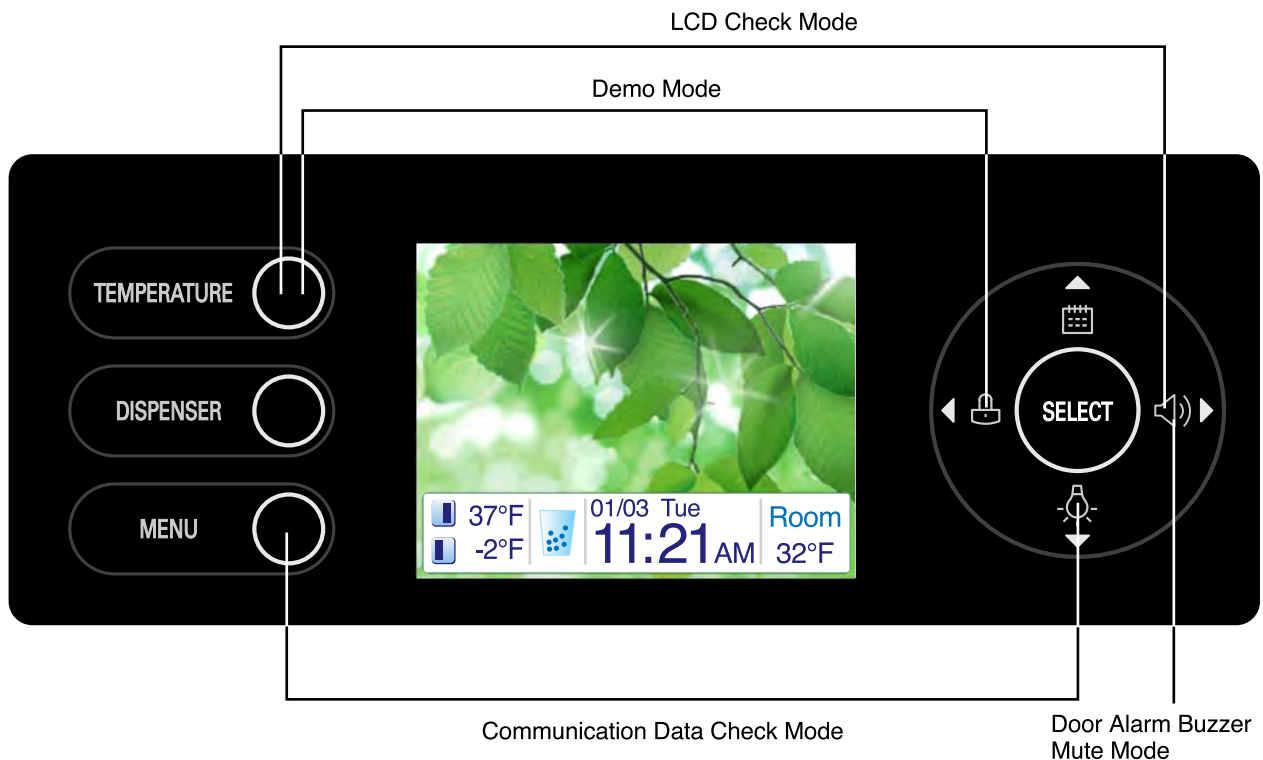 LCD Check Mode
Demo Mode
TEMPERATURE
DISPENSER
MENU
37°F
-2°F
01/03 Tue
11:21AM
Room
32°F
SELECT
Communication Data Check Mode
Door Alarm Buzzer
Mute Mode